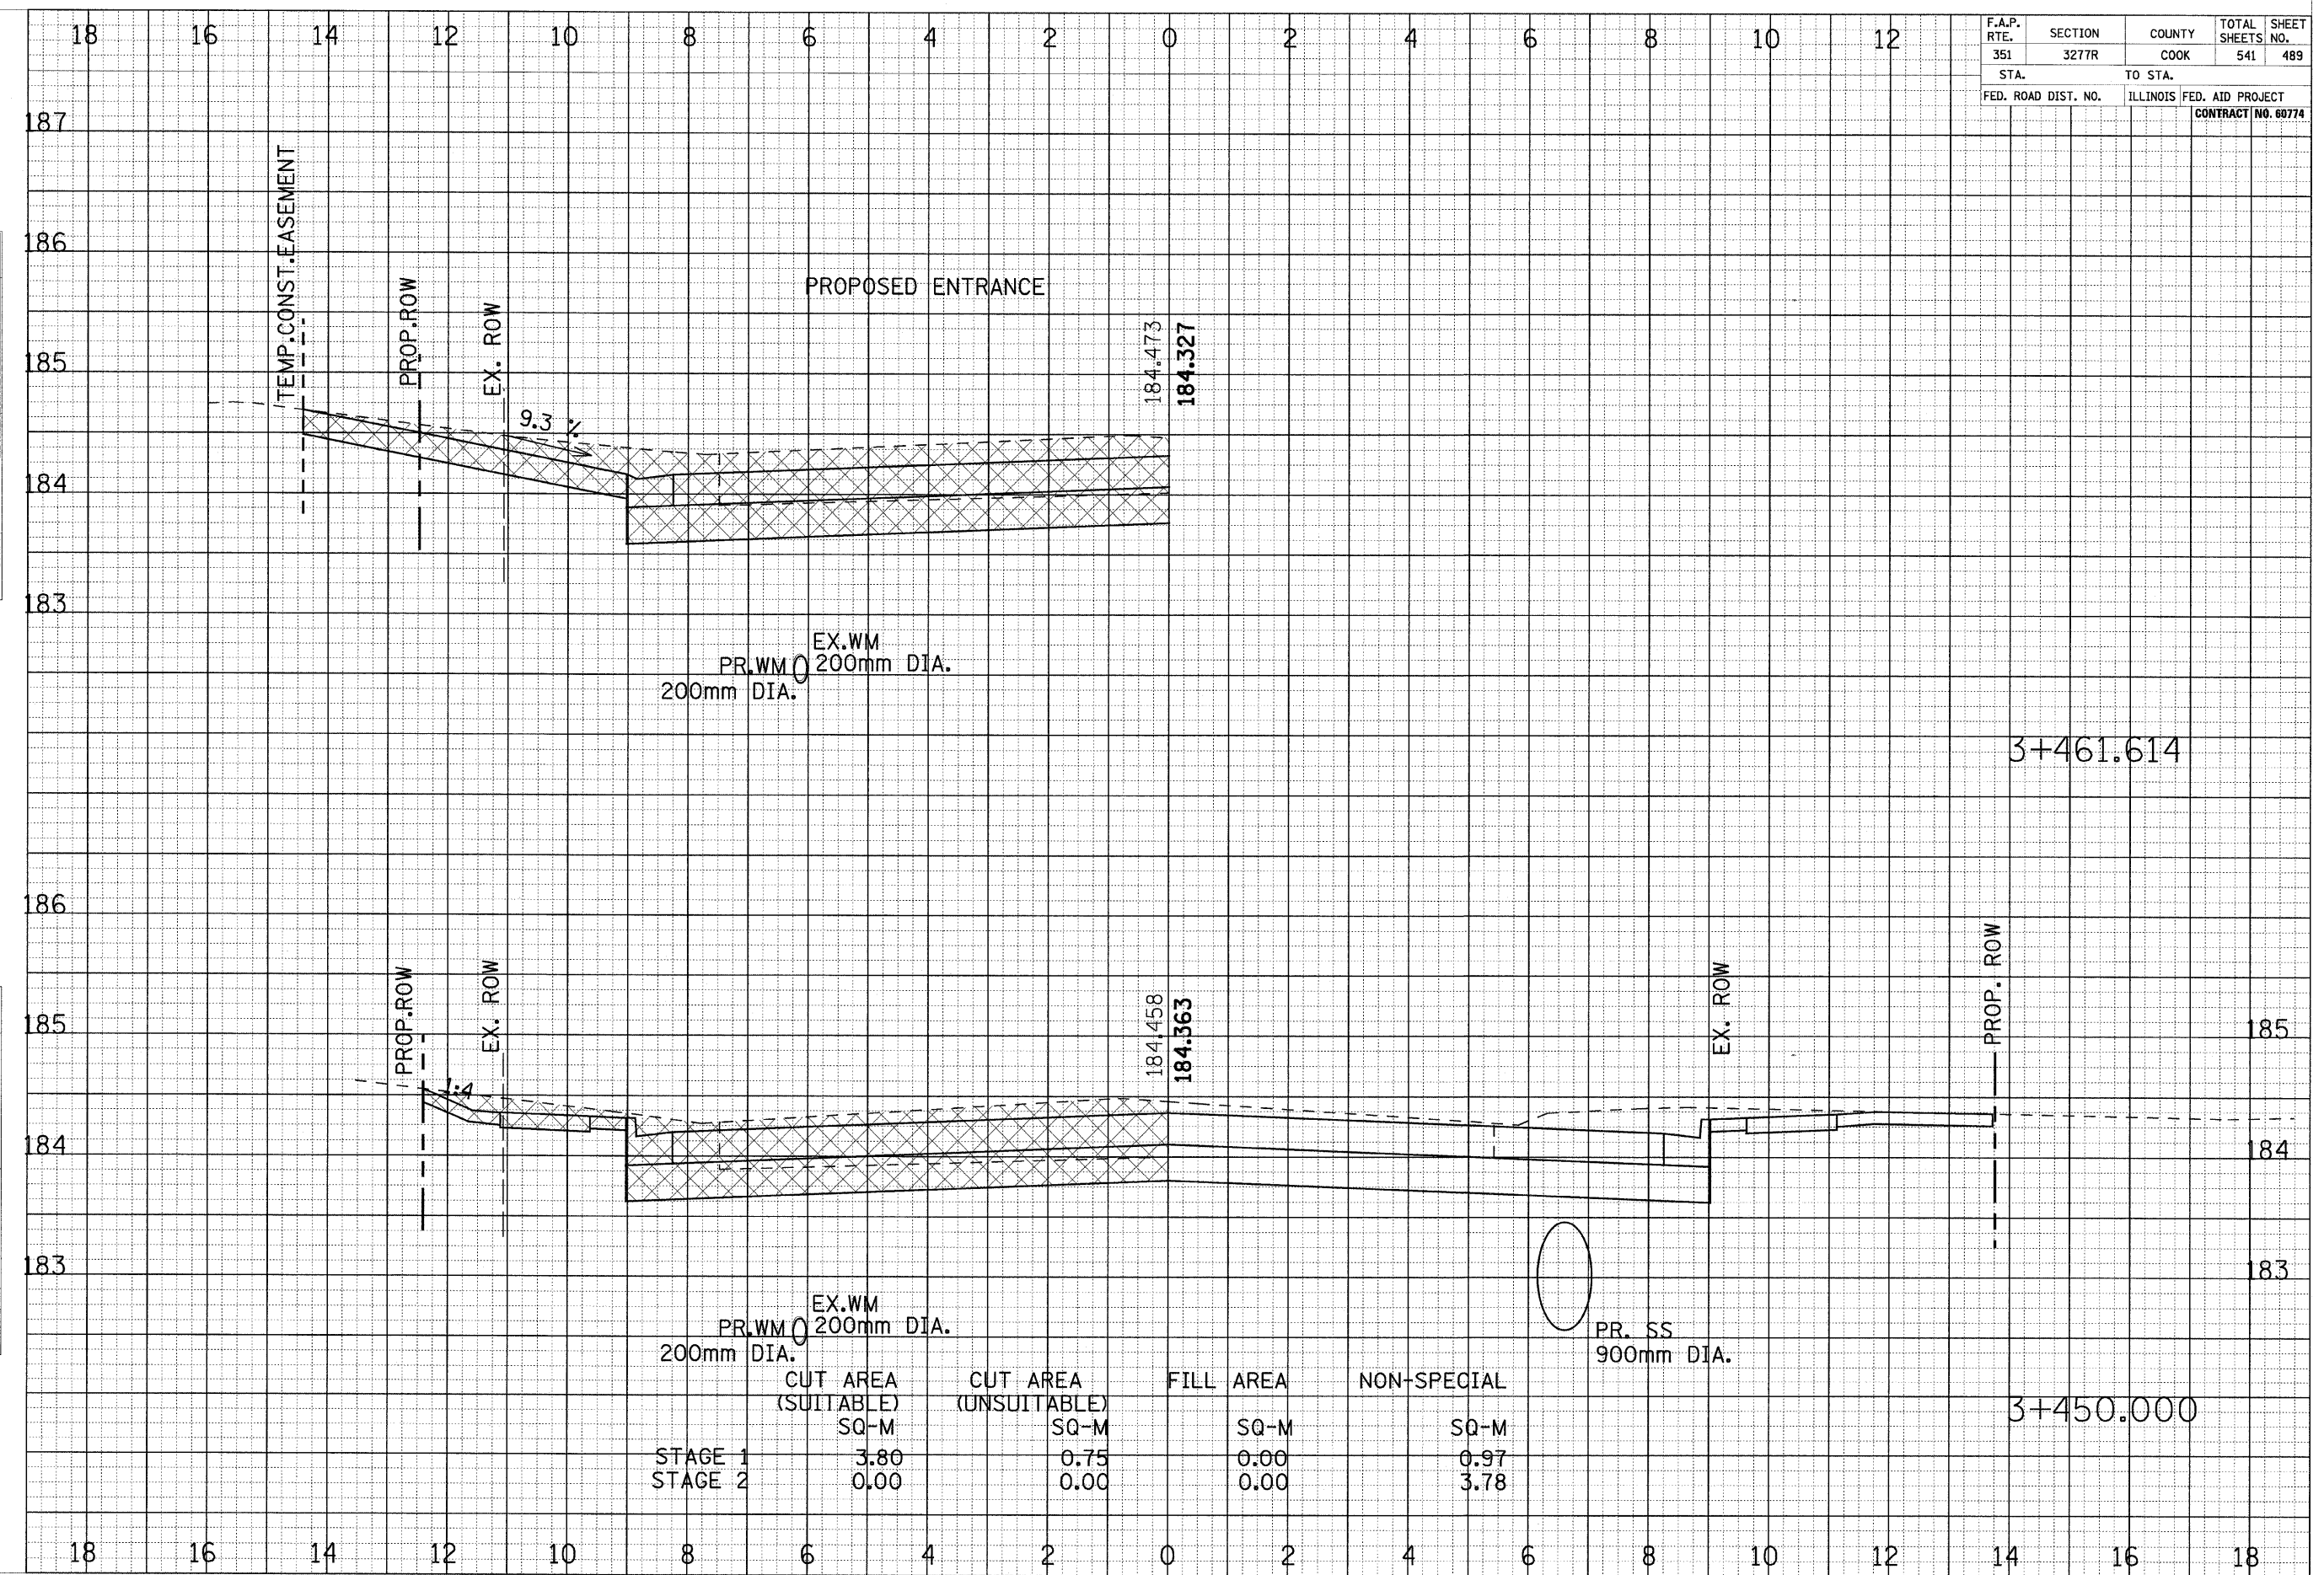 18 16 14 12 10 8 6 4 2 0 2 4 6 8 10 12
F.A.P. RTE. SECTION COUNTY TOTAL SHEETS SHEET NO.
351 3277R COOK 541 489
STA. TO STA.
FED. ROAD DIST. NO. ILLINOIS FED. AID PROJECT
CONTRACT NO. 60774
187
186
185
184
183
TEMP.CONST.EASEMENT
PROP.ROW
EX. ROW
9.3 %
PROPOSED ENTRANCE
184.473
184.327
EX.WM
PR.WM 200mm DIA.
200mm DIA.
3+461.614
186
185
184
183
PROP.ROW
EX. ROW
1:4
184.458
184.363
EX. ROW
PROP. ROW
185
184
183
EX.WM
PR.WM 200mm DIA.
200mm DIA.
PR. SS
900mm DIA.
CUT AREA CUT AREA FILL AREA NON-SPECIAL
(SUITABLE) (UNSUITABLE)
SQ-M SQ-M SQ-M SQ-M
STAGE 1 3.80 0.75 0.00 0.97
STAGE 2 0.00 0.00 0.00 3.78
3+450.000
18 16 14 12 10 8 6 4 2 0 2 4 6 8 10 12 14 16 18